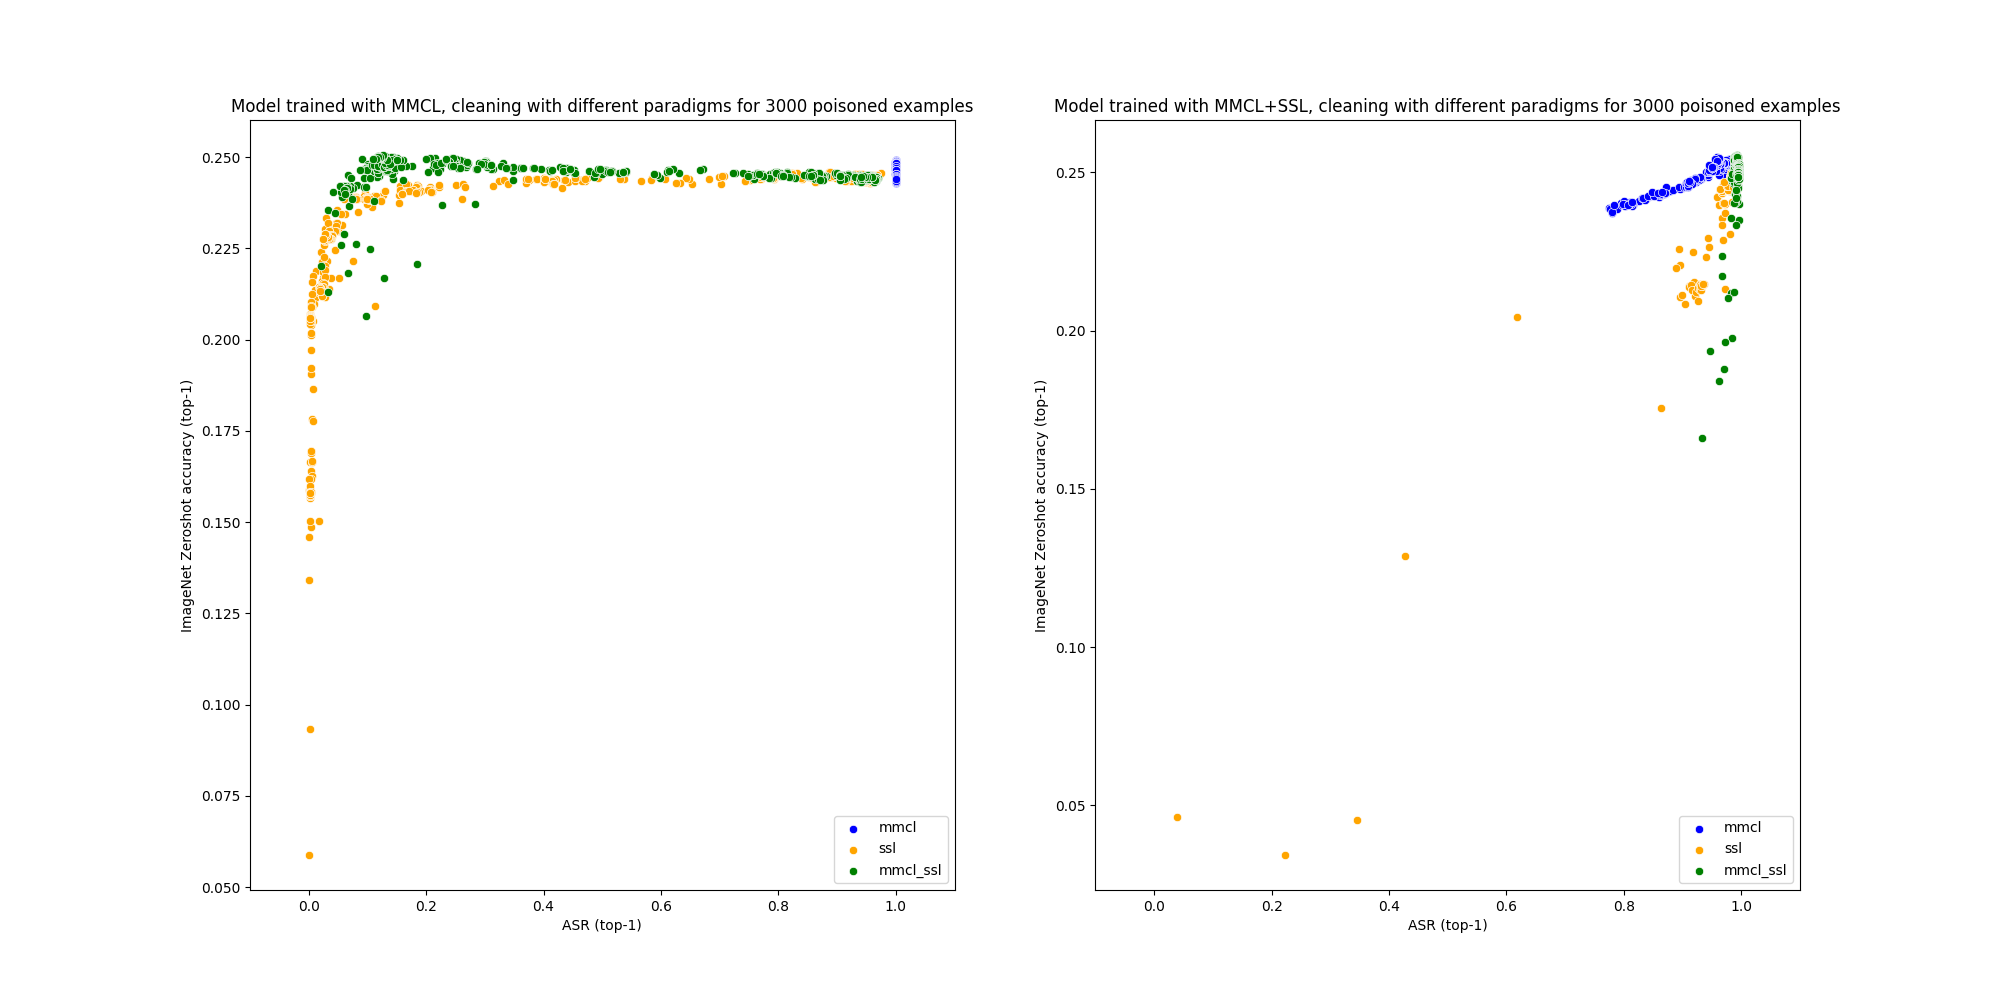 Model trained with MMCL, cleaning with different paradigms for 3000 poisoned examples
0.250
0.225
0.200
0.175
0.150
0.125
0.100
0.075
0.050
ImageNet Zeroshot accuracy (top-1)
0.0 0.2 0.4 0.6 0.8 1.0
ASR (top-1)
mmcl
ssl
mmcl_ssl
Model trained with MMCL+SSL, cleaning with different paradigms for 3000 poisoned examples
0.25
0.20
0.15
0.10
0.05
ImageNet Zeroshot accuracy (top-1)
0.0 0.2 0.4 0.6 0.8 1.0
ASR (top-1)
mmcl
ssl
mmcl_ssl